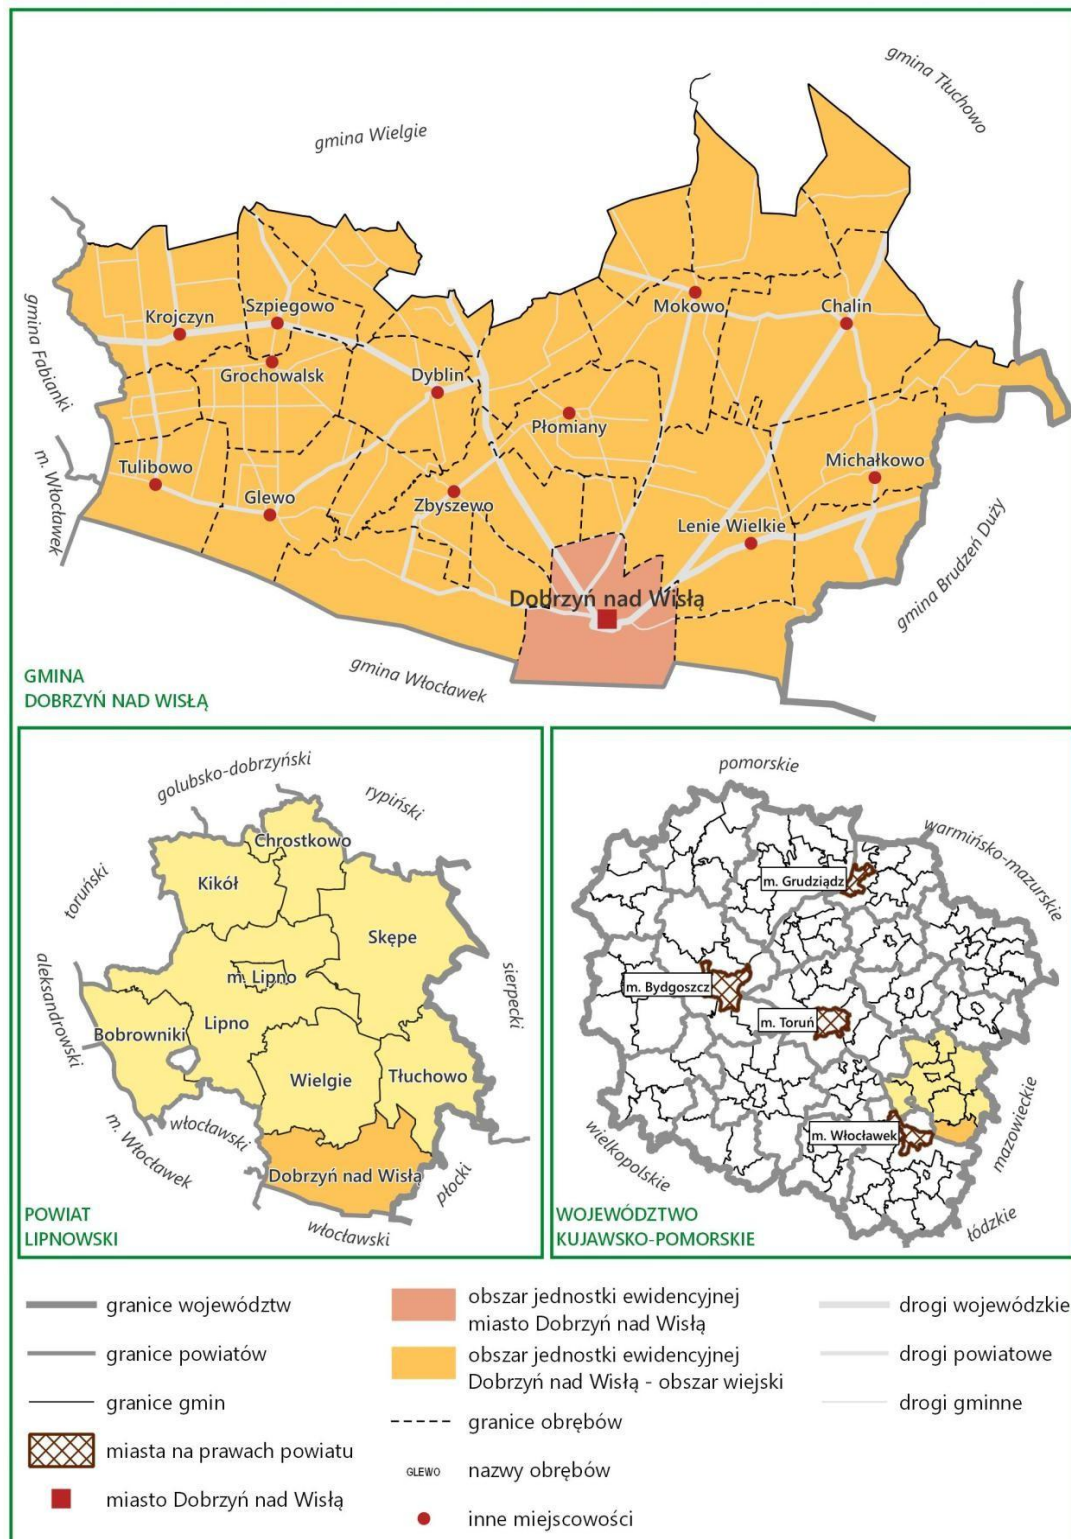 gmina Tłuchowo
gmina Wielgie
gmina Fabianki
m. Włocławek
Krojczyn
Szpiegowo
Grochowalsk
Dyblin
Mokowo
Chalin
Płomiany
Tulibowo
Glewo
Zbyszewo
Michałkowo
Lenie Wielkie
Dobrzyń nad Wisłą
gmina Brudzeń Duży
gmina Włocławek
GMINA
DOBRZYŃ NAD WISŁĄ
golubsko-dobrzyński
rypiński
toruński
Chrostkowo
Kikół
Skępe
aleksandrowski
m. Lipno
sierpecki
Bobrowniki
Lipno
Wielgie
Tłuchowo
włocławski
m. Włocławek
Dobrzyń nad Wisłą
płocki
włocławski
POWIAT
LIPNOWSKI
pomorskie
warmińsko-mazurskie
m. Grudziądz
m. Bydgoszcz
m. Toruń
m. Włocławek
mazowieckie
wielkopolskie
łódzkie
WOJEWÓDZTWO
KUJAWSKO-POMORSKIE
granice województw
granice powiatów
granice gmin
miasta na prawach powiatu
miasto Dobrzyń nad Wisłą
obszar jednostki ewidencyjnej
miasto Dobrzyń nad Wisłą
obszar jednostki ewidencyjnej
Dobrzyń nad Wisłą - obszar wiejski
granice obrębów
GLEWO nazwy obrębów
inne miejscowości
drogi wojewódzkie
drogi powiatowe
drogi gminne